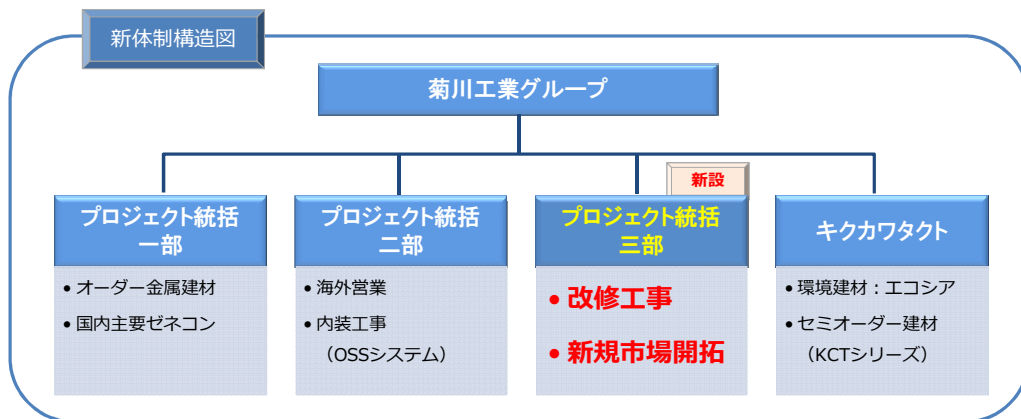 新体制構造図
菊川工業グループ
新設
プロジェクト統括
一部
• オーダー金属建材
• 国内主要ゼネコン
プロジェクト統括
二部
• 海外営業
• 内装工事
（OSSシステム）
プロジェクト統括
三部
• 改修工事
• 新規市場開拓
キクカワタクト
• 環境建材：エコシア
• セミオーダー建材
（KCTシリーズ）